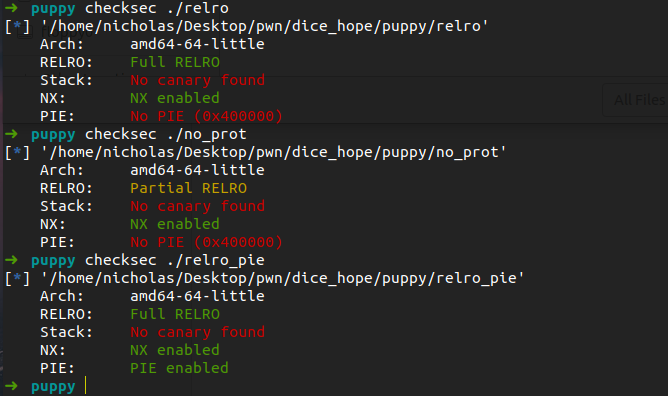 → puppy checksec ./relro
[*] '/home/nicholas/Desktop/pwn/dice_hope/puppy/relro'
Arch: amd64-64-little
RELRO: Full RELRO
Stack: No canary found
NX: NX enabled
PIE: No PIE (0x400000)
All Files
→ puppy checksec ./no_prot
[*] '/home/nicholas/Desktop/pwn/dice_hope/puppy/no_prot'
Arch: amd64-64-little
RELRO: Partial RELRO
Stack: No canary found
NX: NX enabled
PIE: No PIE (0x400000)
→ puppy checksec ./relro_pie
[*] '/home/nicholas/Desktop/pwn/dice_hope/puppy/relro_pie'
Arch: amd64-64-little
RELRO: Full RELRO
Stack: No canary found
NX: NX enabled
PIE: PIE enabled
→ puppy